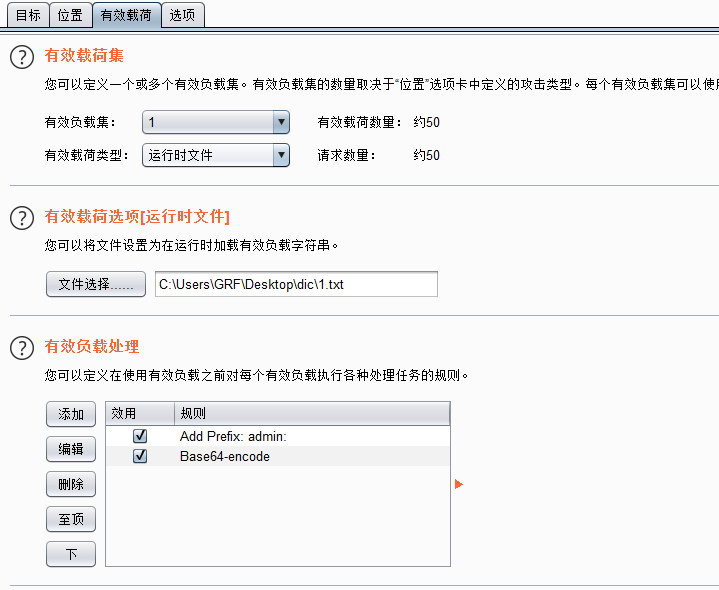 目标 位置 有效载荷 选项
有效载荷集
您可以定义一个或多个有效负载集。有效负载集的数量取决于“位置”选项卡中定义的攻击类型。每个有效负载集可以使
有效负载集： 1 有效载荷数量： 约50
有效载荷类型： 运行时文件 请求数量： 约50
有效载荷选项[运行时文件]
您可以将文件设置为在运行时加载有效负载字符串。
文件选择...... C:\Users\GRF\Desktop\dic\1.txt
有效负载处理
您可以定义在使用有效负载之前对每个有效负载执行各种处理任务的规则。
添加 效用 规则
Add Prefix: admin:
编辑 Base64-encode
删除
至顶
下